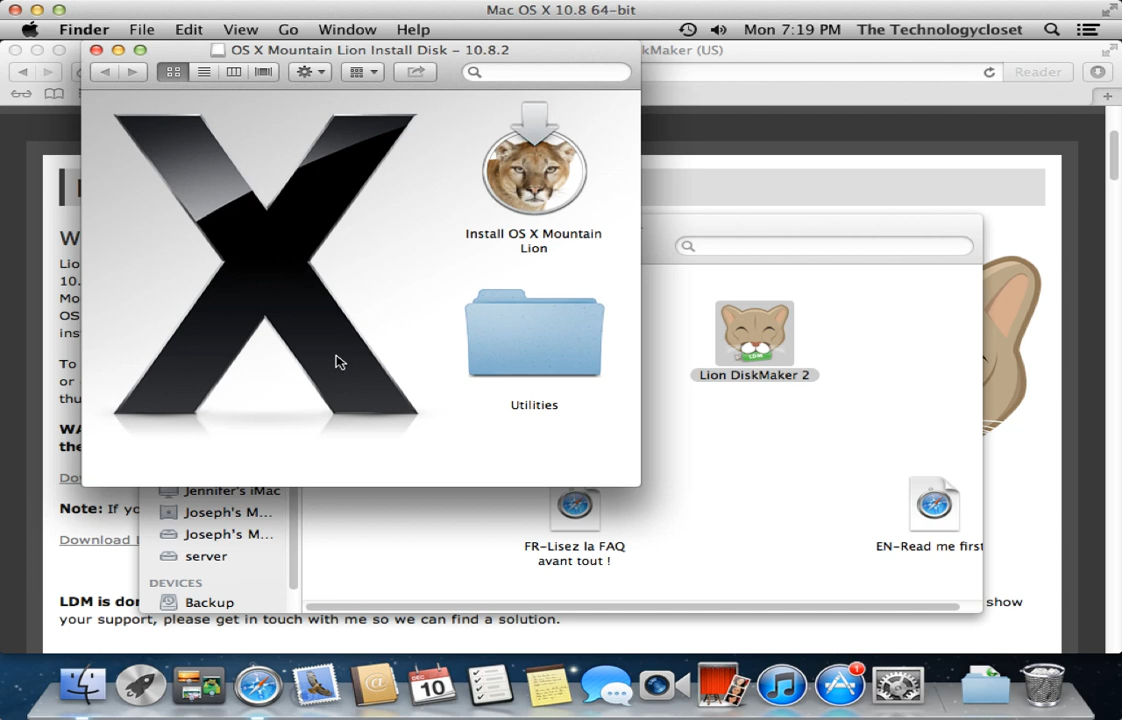 Mac OS X 10.8 64-bit
Finder File Edit View Go Window Help Mon 7:19 PM The Technologycloset
OS X Mountain Lion Install Disk – 10.8.2
kMaker (US)
Reader
Install OS X Mountain
Lion
Utilities
Lion DiskMaker 2
LDM
W
Lio
10.
Mo
OS
ins
To
or
thu
WA
the
Dov
Note: If yo
Download L
Jennifer's iMac
Joseph's M...
Joseph's M...
server
DEVICES
Backup
FR-Lisez la FAQ
avant tout !
EN-Read me first
LDM is don
show
your support, please get in touch with me so we can find a solution.
DEC
10
1